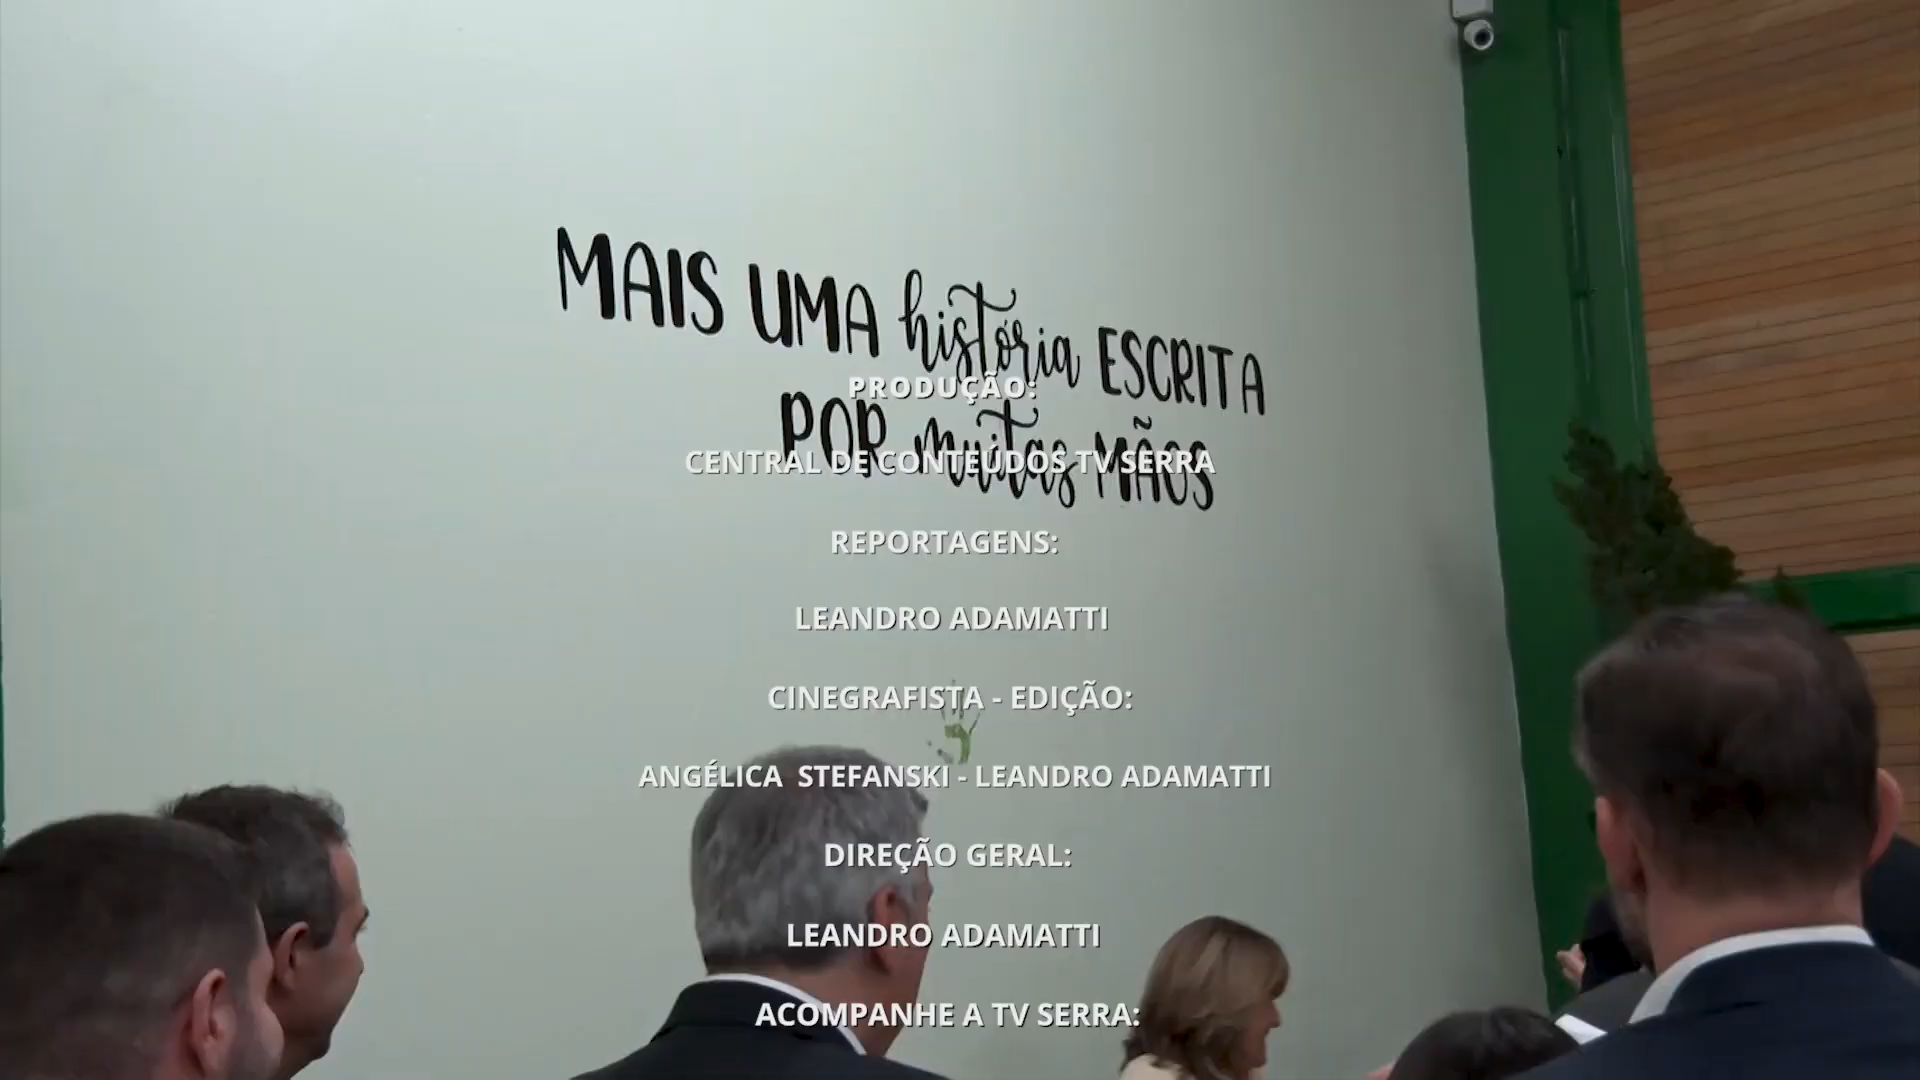 MAIS UMA história ESCRITA
POR muitas MÃOS
PRODUÇÃO:
CENTRAL DE CONTEÚDOS TV SERRA
REPORTAGENS:
LEANDRO ADAMATTI
CINEGRAFISTA - EDIÇÃO:
ANGÉLICA STEFANSKI - LEANDRO ADAMATTI
DIREÇÃO GERAL:
LEANDRO ADAMATTI
ACOMPANHE A TV SERRA: